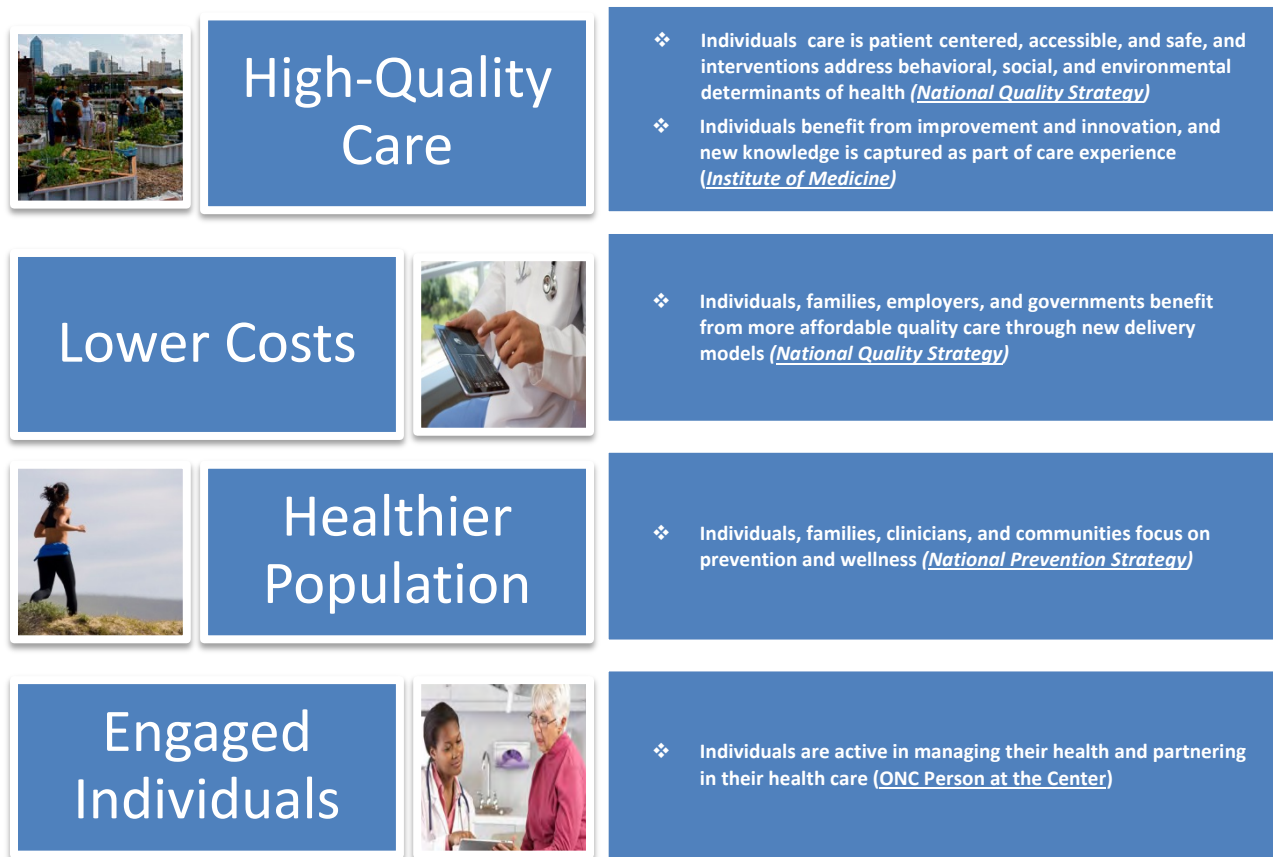 High-Quality
Care
❖ Individuals care is patient centered, accessible, and safe, and
interventions address behavioral, social, and environmental
determinants of health (National Quality Strategy)
❖ Individuals benefit from improvement and innovation, and
new knowledge is captured as part of care experience
(Institute of Medicine)
Lower Costs
❖ Individuals, families, employers, and governments benefit
from more affordable quality care through new delivery
models (National Quality Strategy)
Healthier
Population
❖ Individuals, families, clinicians, and communities focus on
prevention and wellness (National Prevention Strategy)
Engaged
Individuals
❖ Individuals are active in managing their health and partnering
in their health care (ONC Person at the Center)